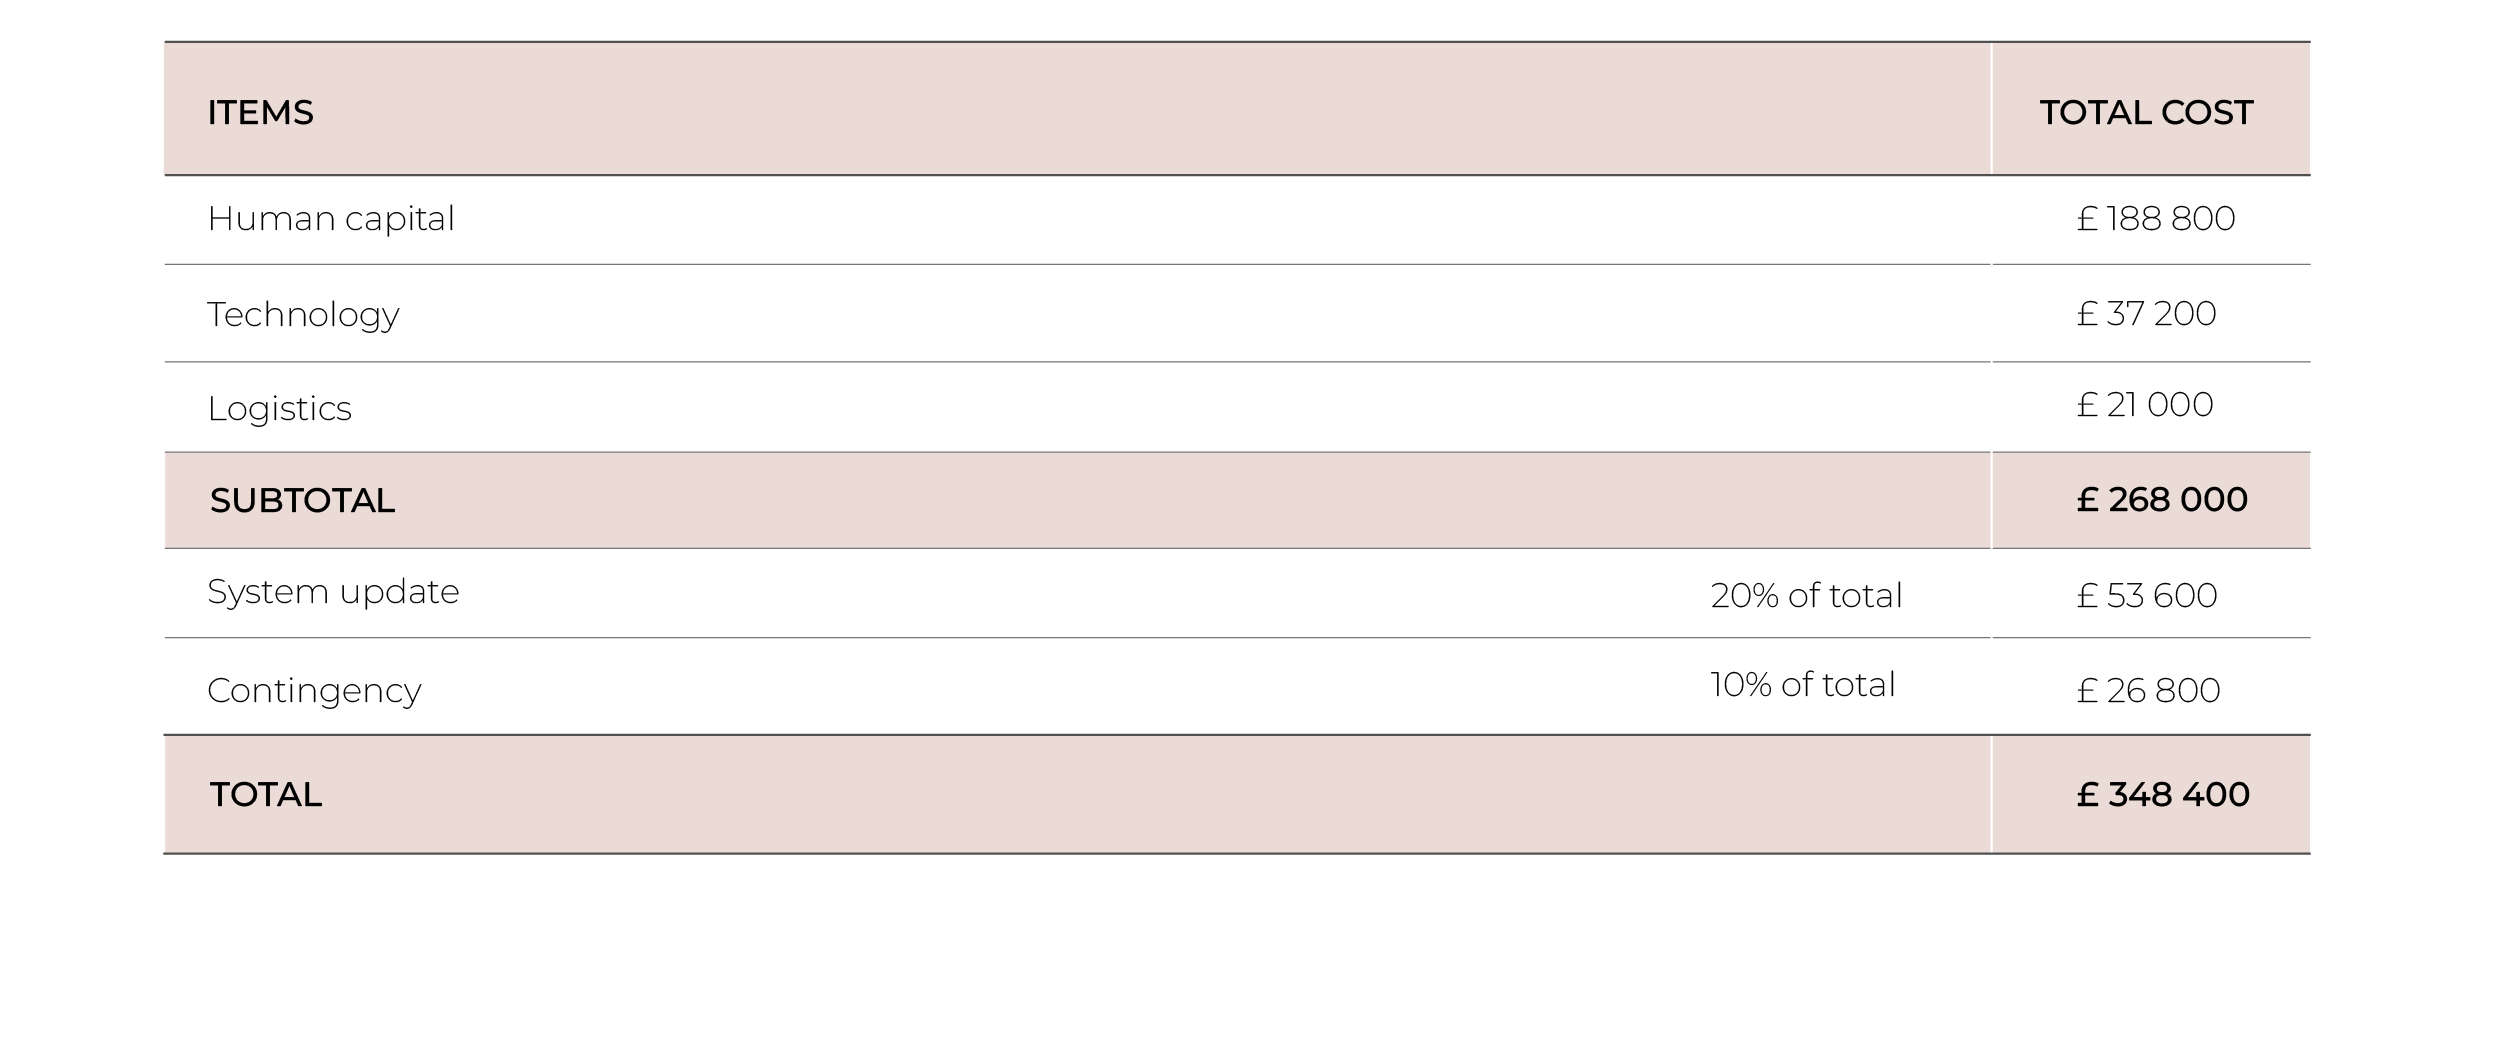 ITEMS TOTAL COST
Human capital £ 188 800
Technology £ 37 200
Logistics £ 21 000
SUBTOTAL £ 268 000
System update 20% of total £ 53 600
Contingency 10% of total £ 26 800
TOTAL £ 348 400